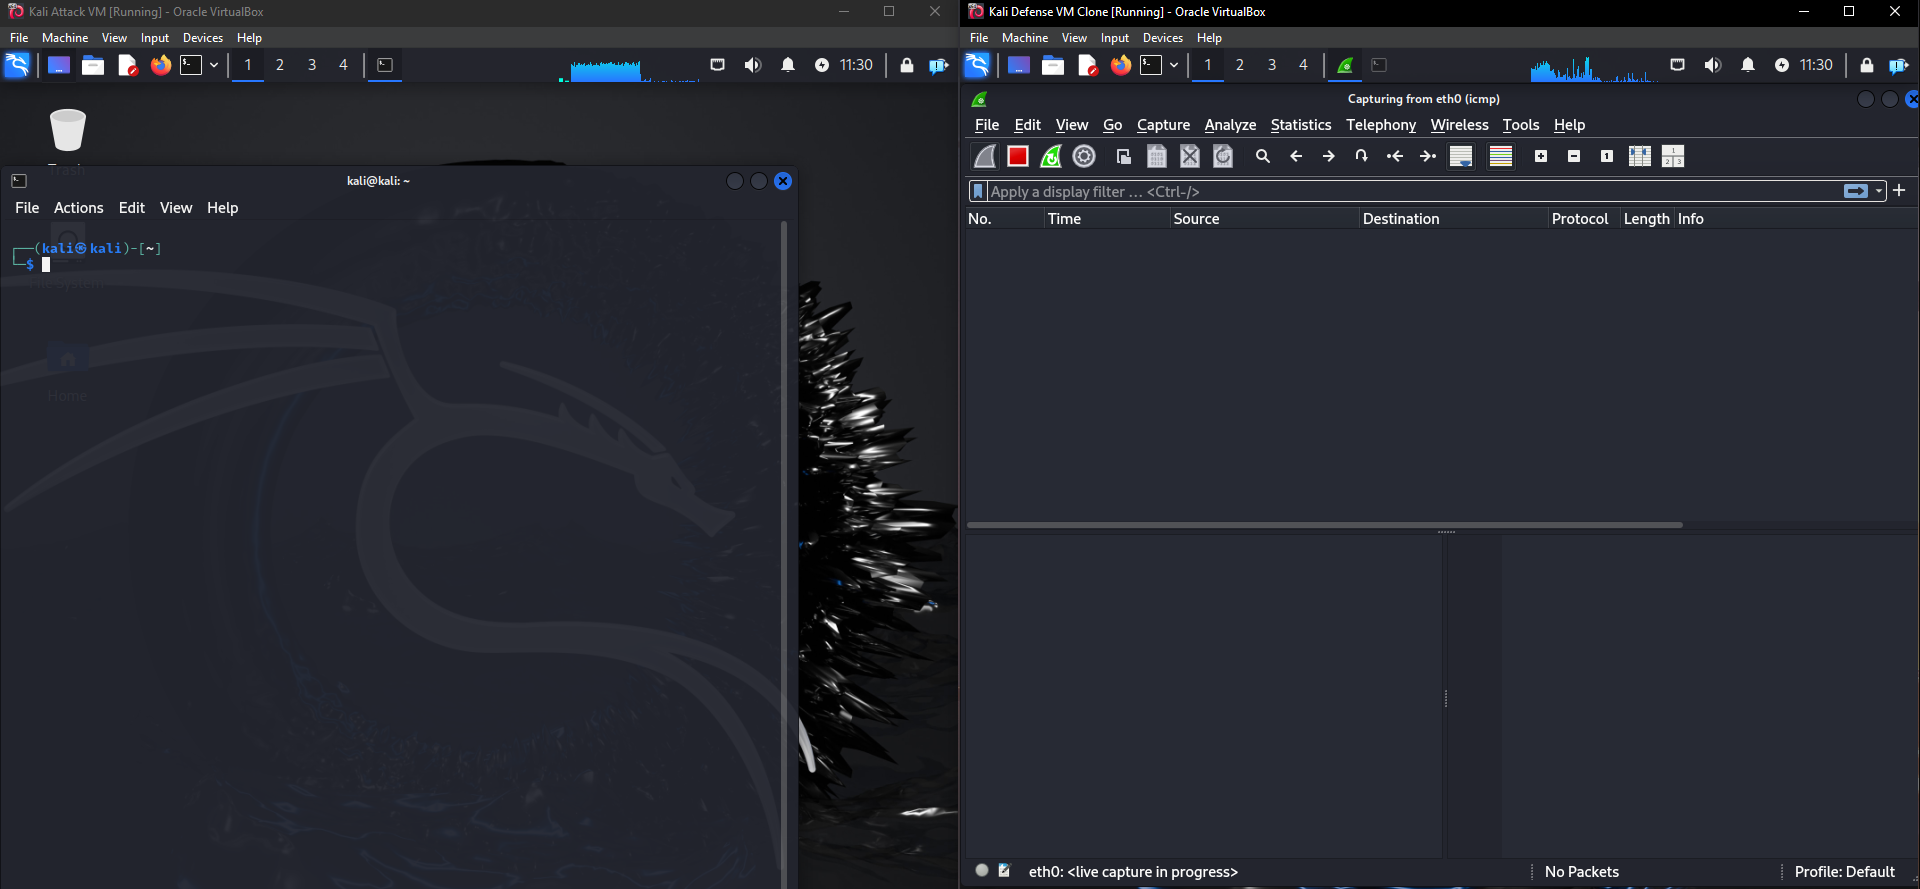 Kali Attack VM [Running] - Oracle VirtualBox
File Machine View Input Devices Help
1 2 3 4 11:30
Trash
kali@kali: ~
File Actions Edit View Help
┌──(kali㉿kali)-[~]
└─$
File System
Home
Kali Defense VM Clone [Running] - Oracle VirtualBox
File Machine View Input Devices Help
1 2 3 4 11:30
Capturing from eth0 (icmp)
File Edit View Go Capture Analyze Statistics Telephony Wireless Tools Help
Apply a display filter … <Ctrl-/>
No. Time Source Destination Protocol Length Info
eth0: <live capture in progress> No Packets Profile: Default